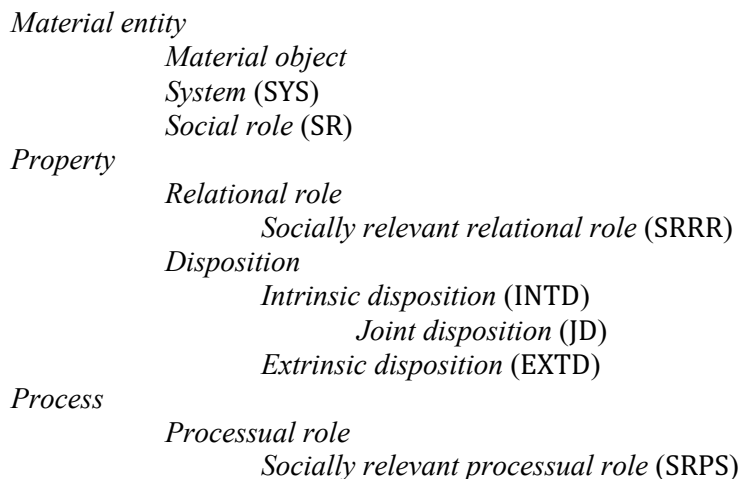 Material entity
Material object
System (SYS)
Social role (SR)
Property
Relational role
Socially relevant relational role (SRRR)
Disposition
Intrinsic disposition (INTD)
Joint disposition (JD)
Extrinsic disposition (EXTD)
Process
Processual role
Socially relevant processual role (SRPS)